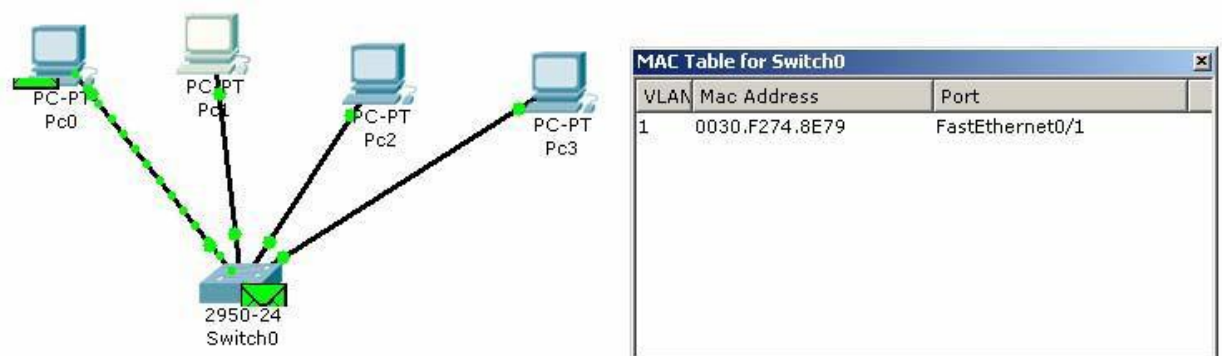 PC-PT
Pc0
PC-PT
Pc1
PC-PT
Pc2
PC-PT
Pc3
2950-24
Switch0
MAC Table for Switch0
VLAN Mac Address Port
1 0030.F274.8E79 FastEthernet0/1